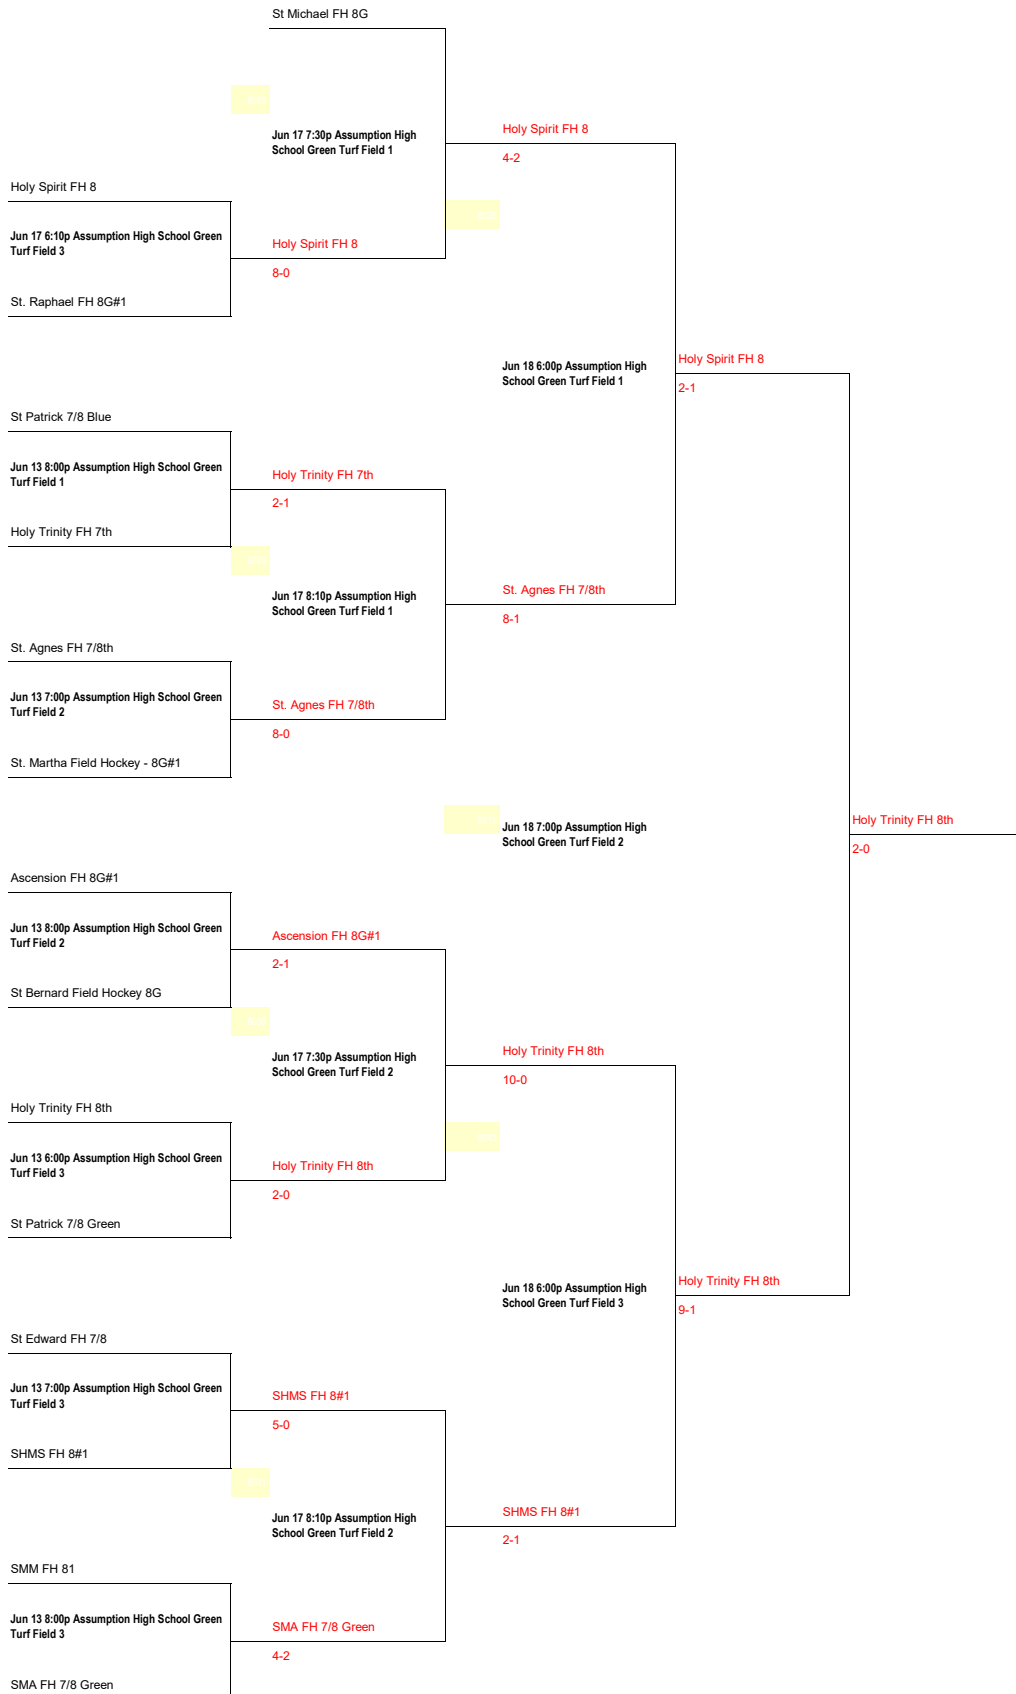 St Michael FH 8G
Jun 17 7:30p Assumption High
School Green Turf Field 1
Holy Spirit FH 8
4-2
Holy Spirit FH 8
Jun 17 6:10p Assumption High School Green
Turf Field 3
Holy Spirit FH 8
8-0
St. Raphael FH 8G#1
Jun 18 6:00p Assumption High
School Green Turf Field 1
Holy Spirit FH 8
2-1
St Patrick 7/8 Blue
Jun 13 8:00p Assumption High School Green
Turf Field 1
Holy Trinity FH 7th
2-1
Holy Trinity FH 7th
Jun 17 8:10p Assumption High
School Green Turf Field 1
St. Agnes FH 7/8th
8-1
St. Agnes FH 7/8th
Jun 13 7:00p Assumption High School Green
Turf Field 2
St. Agnes FH 7/8th
8-0
St. Martha Field Hockey - 8G#1
Jun 18 7:00p Assumption High
School Green Turf Field 2
Holy Trinity FH 8th
2-0
Ascension FH 8G#1
Jun 13 8:00p Assumption High School Green
Turf Field 2
Ascension FH 8G#1
2-1
St Bernard Field Hockey 8G
Jun 17 7:30p Assumption High
School Green Turf Field 2
Holy Trinity FH 8th
10-0
Holy Trinity FH 8th
Jun 13 6:00p Assumption High School Green
Turf Field 3
Holy Trinity FH 8th
2-0
St Patrick 7/8 Green
Jun 18 6:00p Assumption High
School Green Turf Field 3
Holy Trinity FH 8th
9-1
St Edward FH 7/8
Jun 13 7:00p Assumption High School Green
Turf Field 3
SHMS FH 8#1
5-0
SHMS FH 8#1
Jun 17 8:10p Assumption High
School Green Turf Field 2
SHMS FH 8#1
2-1
SMM FH 81
Jun 13 8:00p Assumption High School Green
Turf Field 3
SMA FH 7/8 Green
4-2
SMA FH 7/8 Green